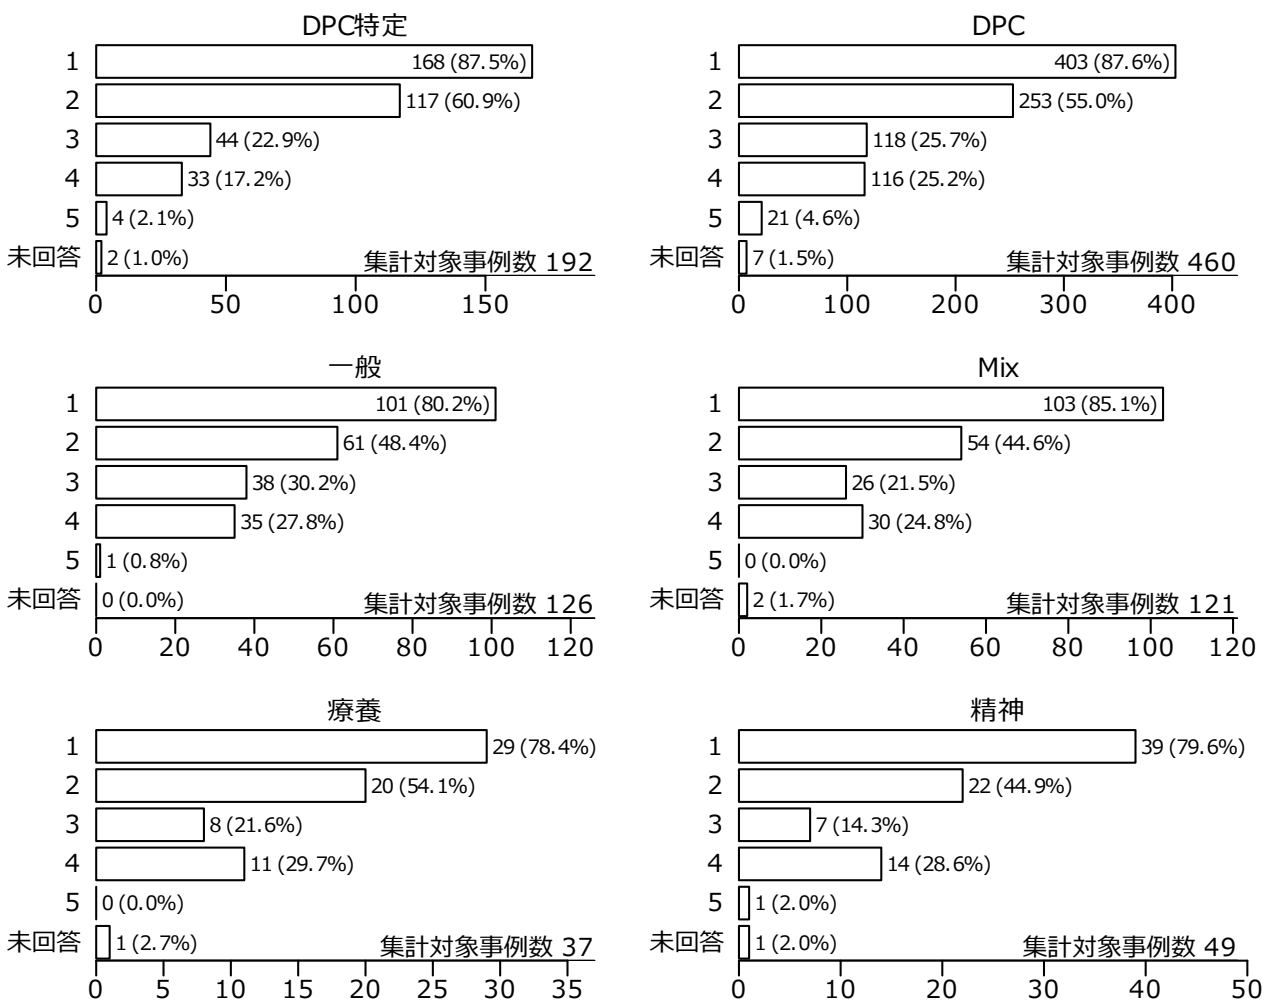 DPC特定
1 168 (87.5%)
2 117 (60.9%)
3 44 (22.9%)
4 33 (17.2%)
5 4 (2.1%)
未回答 2 (1.0%) 集計対象事例数 192
0 50 100 150
DPC
1 403 (87.6%)
2 253 (55.0%)
3 118 (25.7%)
4 116 (25.2%)
5 21 (4.6%)
未回答 7 (1.5%) 集計対象事例数 460
0 100 200 300 400
一般
1 101 (80.2%)
2 61 (48.4%)
3 38 (30.2%)
4 35 (27.8%)
5 1 (0.8%)
未回答 0 (0.0%) 集計対象事例数 126
0 20 40 60 80 100 120
Mix
1 103 (85.1%)
2 54 (44.6%)
3 26 (21.5%)
4 30 (24.8%)
5 0 (0.0%)
未回答 2 (1.7%) 集計対象事例数 121
0 20 40 60 80 100 120
療養
1 29 (78.4%)
2 20 (54.1%)
3 8 (21.6%)
4 11 (29.7%)
5 0 (0.0%)
未回答 1 (2.7%) 集計対象事例数 37
0 5 10 15 20 25 30 35
精神
1 39 (79.6%)
2 22 (44.9%)
3 7 (14.3%)
4 14 (28.6%)
5 1 (2.0%)
未回答 1 (2.0%) 集計対象事例数 49
0 10 20 30 40 50